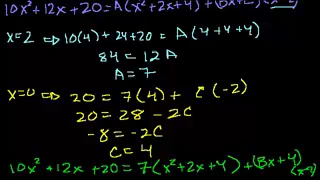 10x²+12x+20=A(x²+2x+4)+(Bx+C)(x-2)
x=2 ⇒ 10(4)+24+20=A(4+4+4)
84=12A
A=7
x=0 ⇒ 20=7(4)+C(-2)
20=28-2C
-8=-2C
C=4
10x²+12x+20=7(x²+2x+4)+(Bx+4)(x-2)